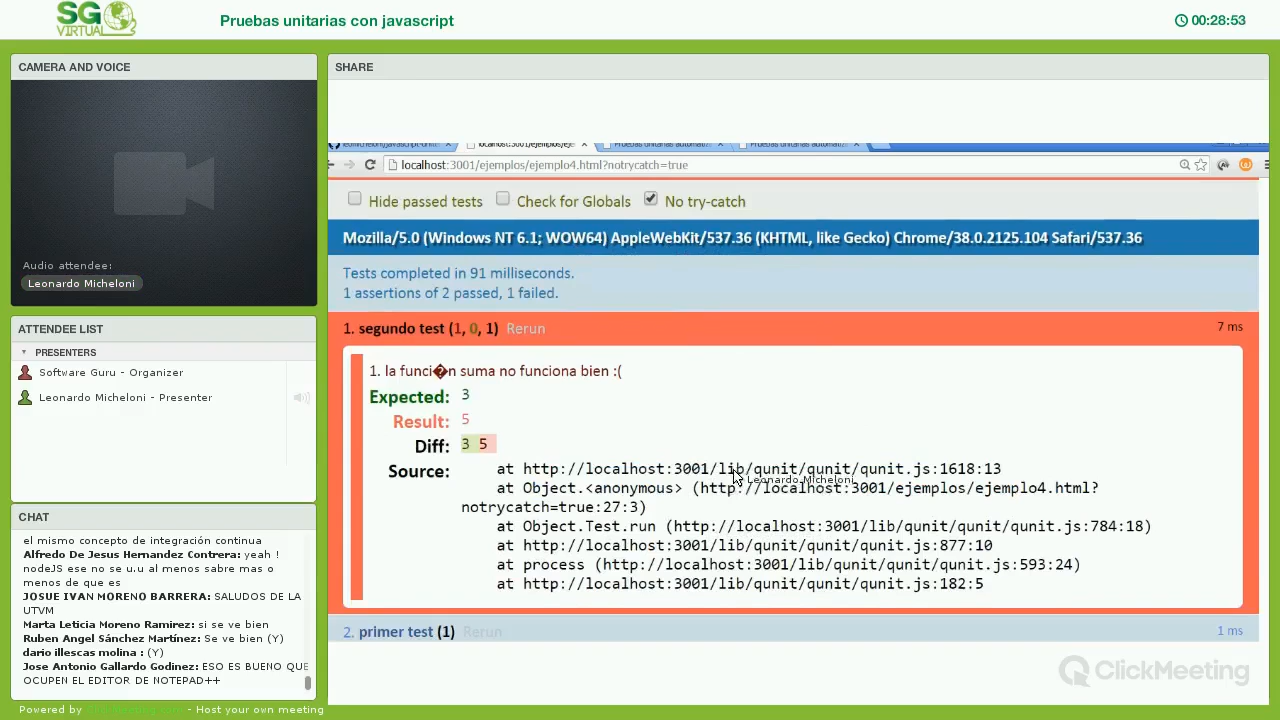 SG
VIRTUAL
Pruebas unitarias con javascript
00:28:53
CAMERA AND VOICE
Audio attendee:
Leonardo Micheloni
ATTENDEE LIST
PRESENTERS
Software Guru - Organizer
Leonardo Micheloni - Presenter
CHAT
el mismo concepto de integración continua
Alfredo De Jesus Hernandez Contrera: yeah !
nodeJS ese no se u.u al menos sabre mas o
menos de que es
JOSUE IVAN MORENO BARRERA: SALUDOS DE LA
UTVM
Marta Leticia Moreno Ramirez: si se ve bien
Ruben Angel Sánchez Martínez: Se ve bien (Y)
dario illescas molina : (Y)
Jose Antonio Gallardo Godinez: ESO ES BUENO QUE
OCUPEN EL EDITOR DE NOTEPAD++
Powered by ClickMeeting.com - Host your own meeting
SHARE
localhost:3001/ejemplos/ejemplo4.html?notrycatch=true
Hide passed tests Check for Globals No try-catch
Mozilla/5.0 (Windows NT 6.1; WOW64) AppleWebKit/537.36 (KHTML, like Gecko) Chrome/38.0.2125.104 Safari/537.36
Tests completed in 91 milliseconds.
1 assertions of 2 passed, 1 failed.
1. segundo test (1, 0, 1) Rerun 7 ms
1. la funci�n suma no funciona bien :(
Expected: 3
Result: 5
Diff: 3 5
Source: at http://localhost:3001/lib/qunit/qunit/qunit.js:1618:13
Leonardo Micheloni
at Object.<anonymous> (http://localhost:3001/ejemplos/ejemplo4.html?
notrycatch=true:27:3)
at Object.Test.run (http://localhost:3001/lib/qunit/qunit/qunit.js:784:18)
at http://localhost:3001/lib/qunit/qunit/qunit.js:877:10
at process (http://localhost:3001/lib/qunit/qunit/qunit.js:593:24)
at http://localhost:3001/lib/qunit/qunit/qunit.js:182:5
2. primer test (1) Rerun 1 ms
ClickMeeting